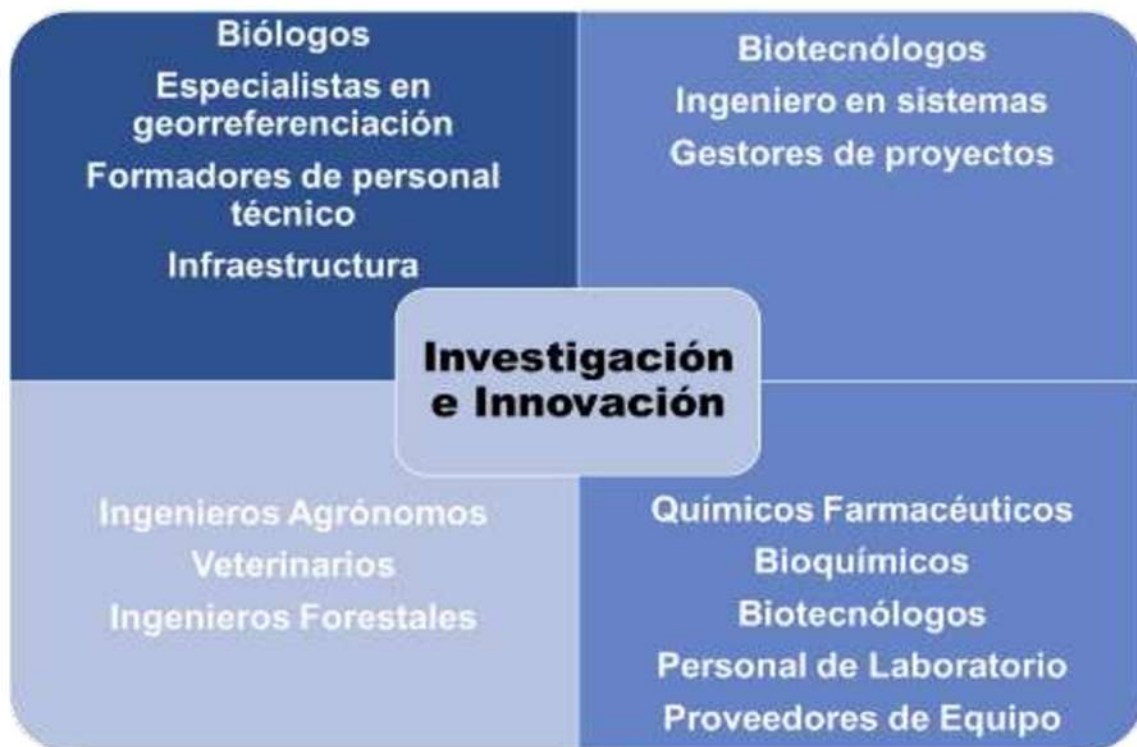 Biólogos
Especialistas en
georreferenciación
Formadores de personal
técnico
Infraestructura
Biotecnólogos
Ingeniero en sistemas
Gestores de proyectos
Investigación
e Innovación
Ingenieros Agrónomos
Veterinarios
Ingenieros Forestales
Químicos Farmacéuticos
Bioquímicos
Biotecnólogos
Personal de Laboratorio
Proveedores de Equipo